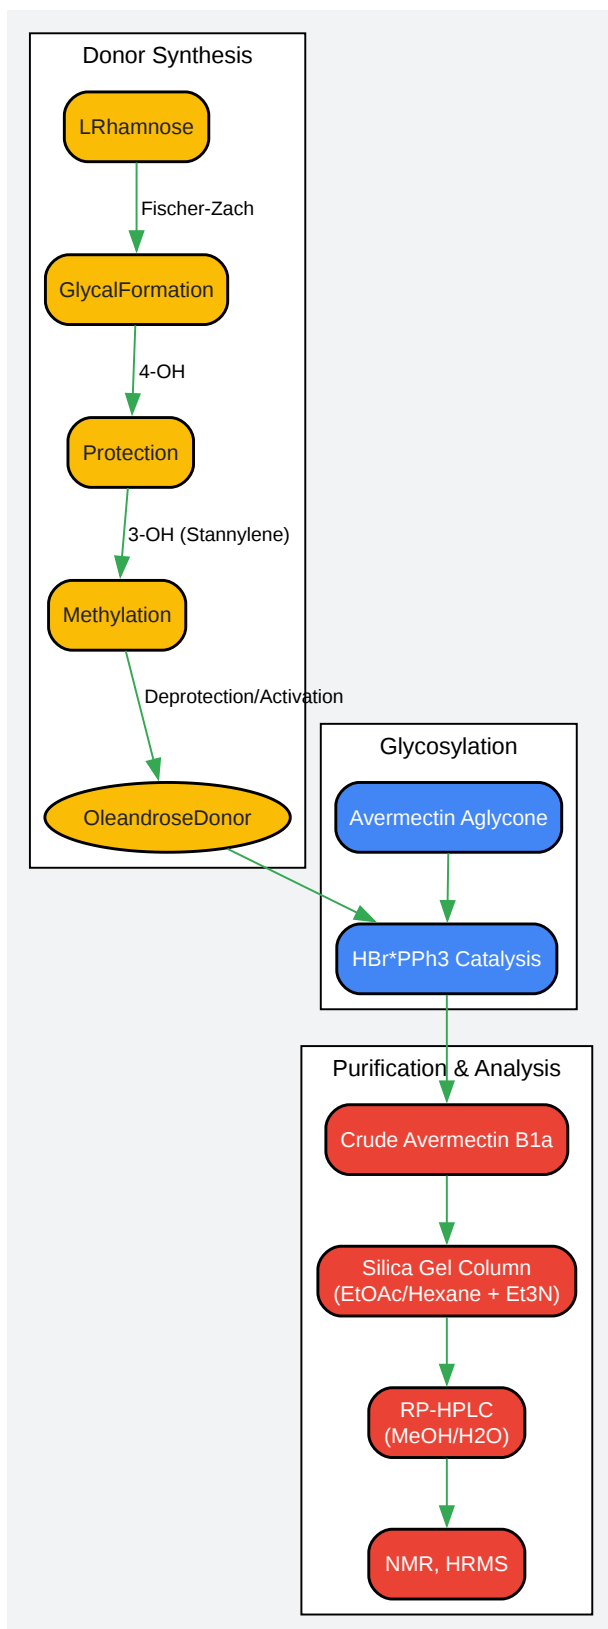 Donor Synthesis
LRhamnose
Fischer-Zach
GlycalFormation
4-OH
Protection
3-OH (Stannylene)
Methylation
Deprotection/Activation
OleandroseDonor
Glycosylation
Avermectin Aglycone
HBr*PPh3 Catalysis
Purification & Analysis
Crude Avermectin B1a
Silica Gel Column
(EtOAc/Hexane + Et3N)
RP-HPLC
(MeOH/H2O)
NMR, HRMS